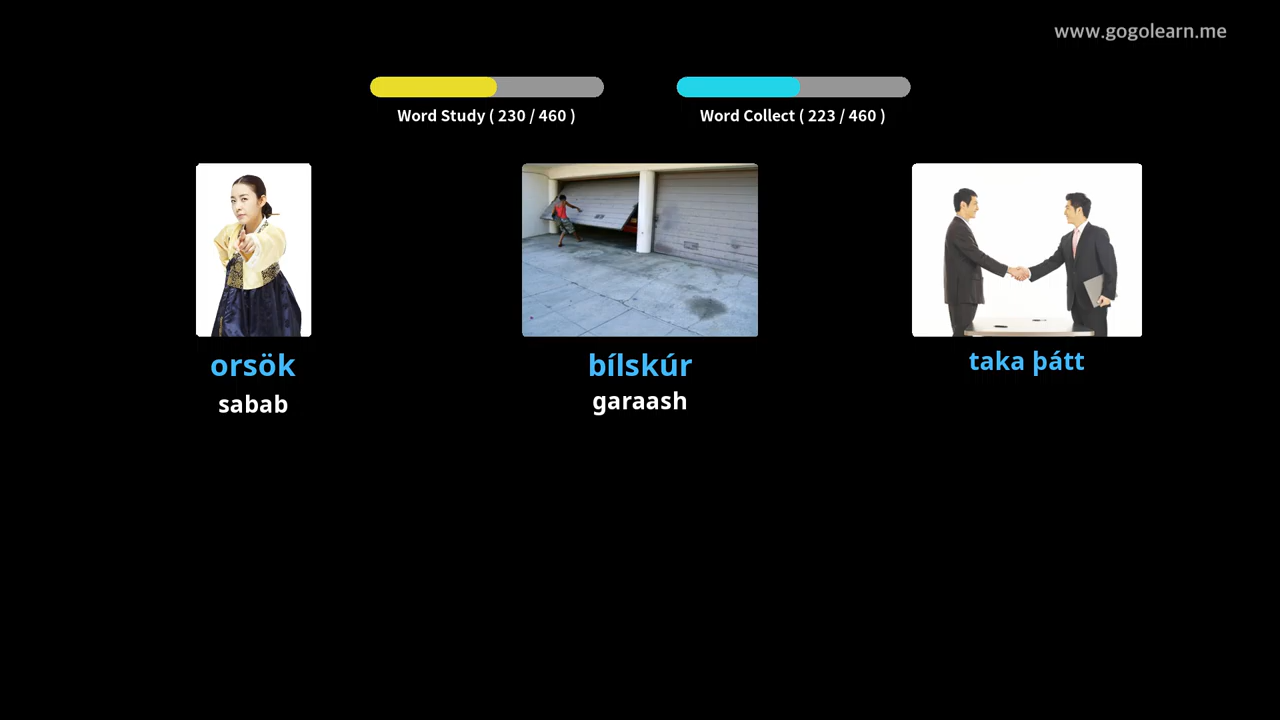 www.gogolearn.me
Word Study ( 230 / 460 )
Word Collect ( 223 / 460 )
orsök
bílskúr
taka þátt
sabab
garaash